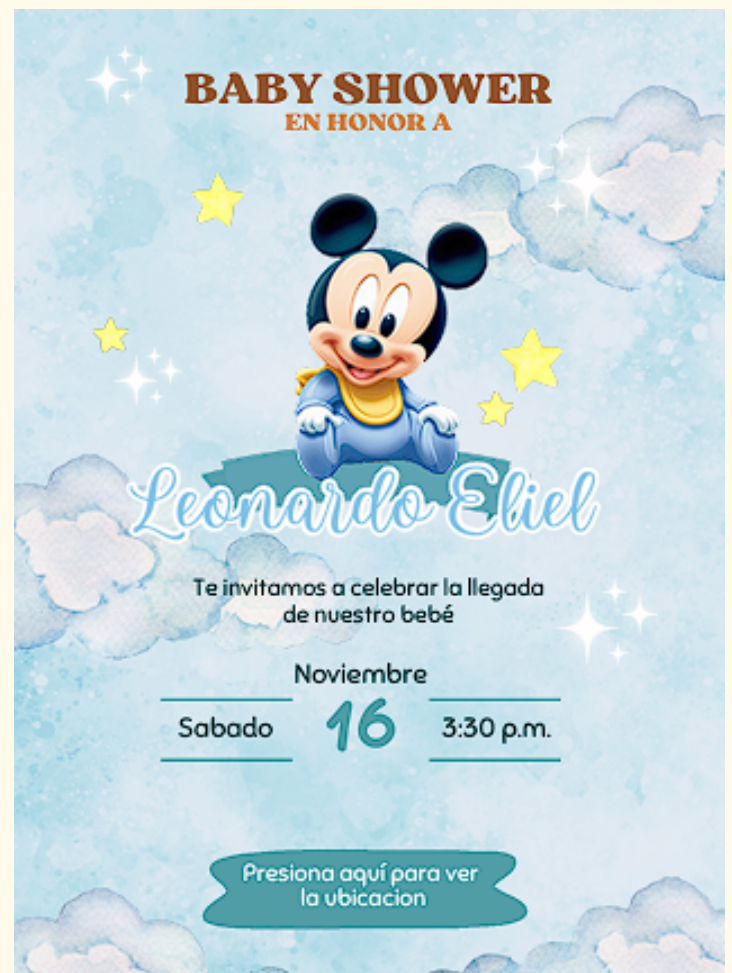 BABY SHOWER
EN HONOR A
Leonardo Eliel
Te invitamos a celebrar la llegada
de nuestro bebé
Noviembre
Sabado 16 3:30 p.m.
Presiona aquí para ver
la ubicacion